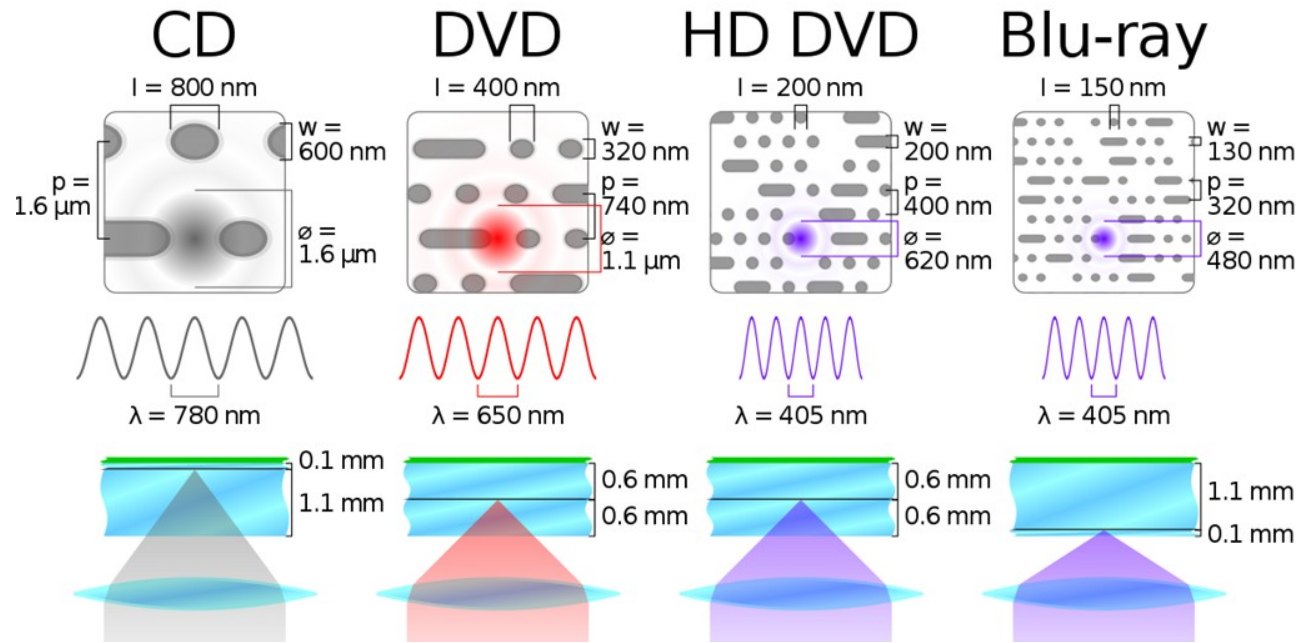 CD
l = 800 nm
w =
600 nm
p =
1.6 µm
ø =
1.6 µm
λ = 780 nm
0.1 mm
1.1 mm
DVD
l = 400 nm
w =
320 nm
p =
740 nm
ø =
1.1 µm
λ = 650 nm
0.6 mm
0.6 mm
HD DVD
l = 200 nm
w =
200 nm
p =
400 nm
ø =
620 nm
λ = 405 nm
0.6 mm
0.6 mm
Blu-ray
l = 150 nm
w =
130 nm
p =
320 nm
ø =
480 nm
λ = 405 nm
1.1 mm
0.1 mm